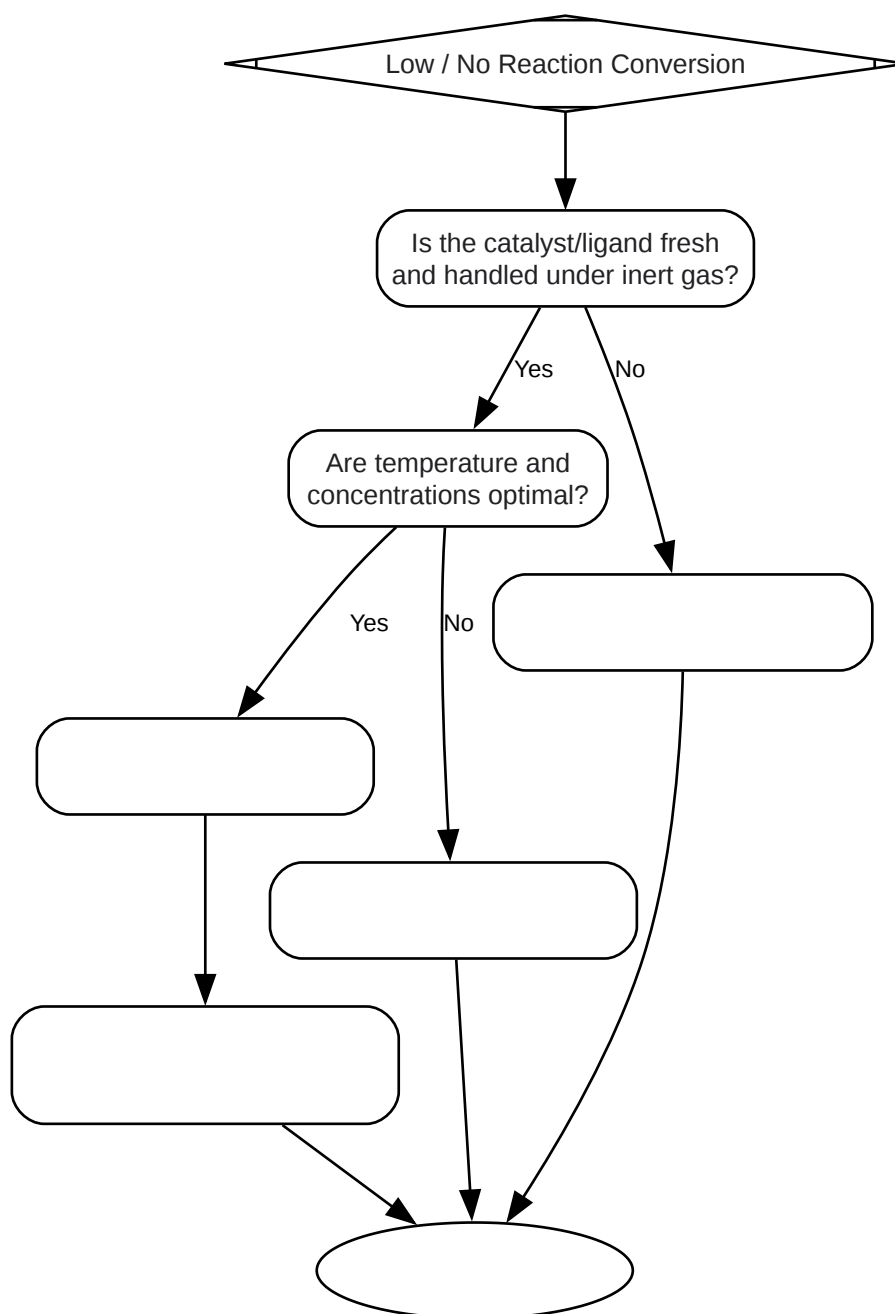 Low / No Reaction Conversion
Is the catalyst/ligand fresh
and handled under inert gas?
Yes
No
Are temperature and
concentrations optimal?
Yes
No